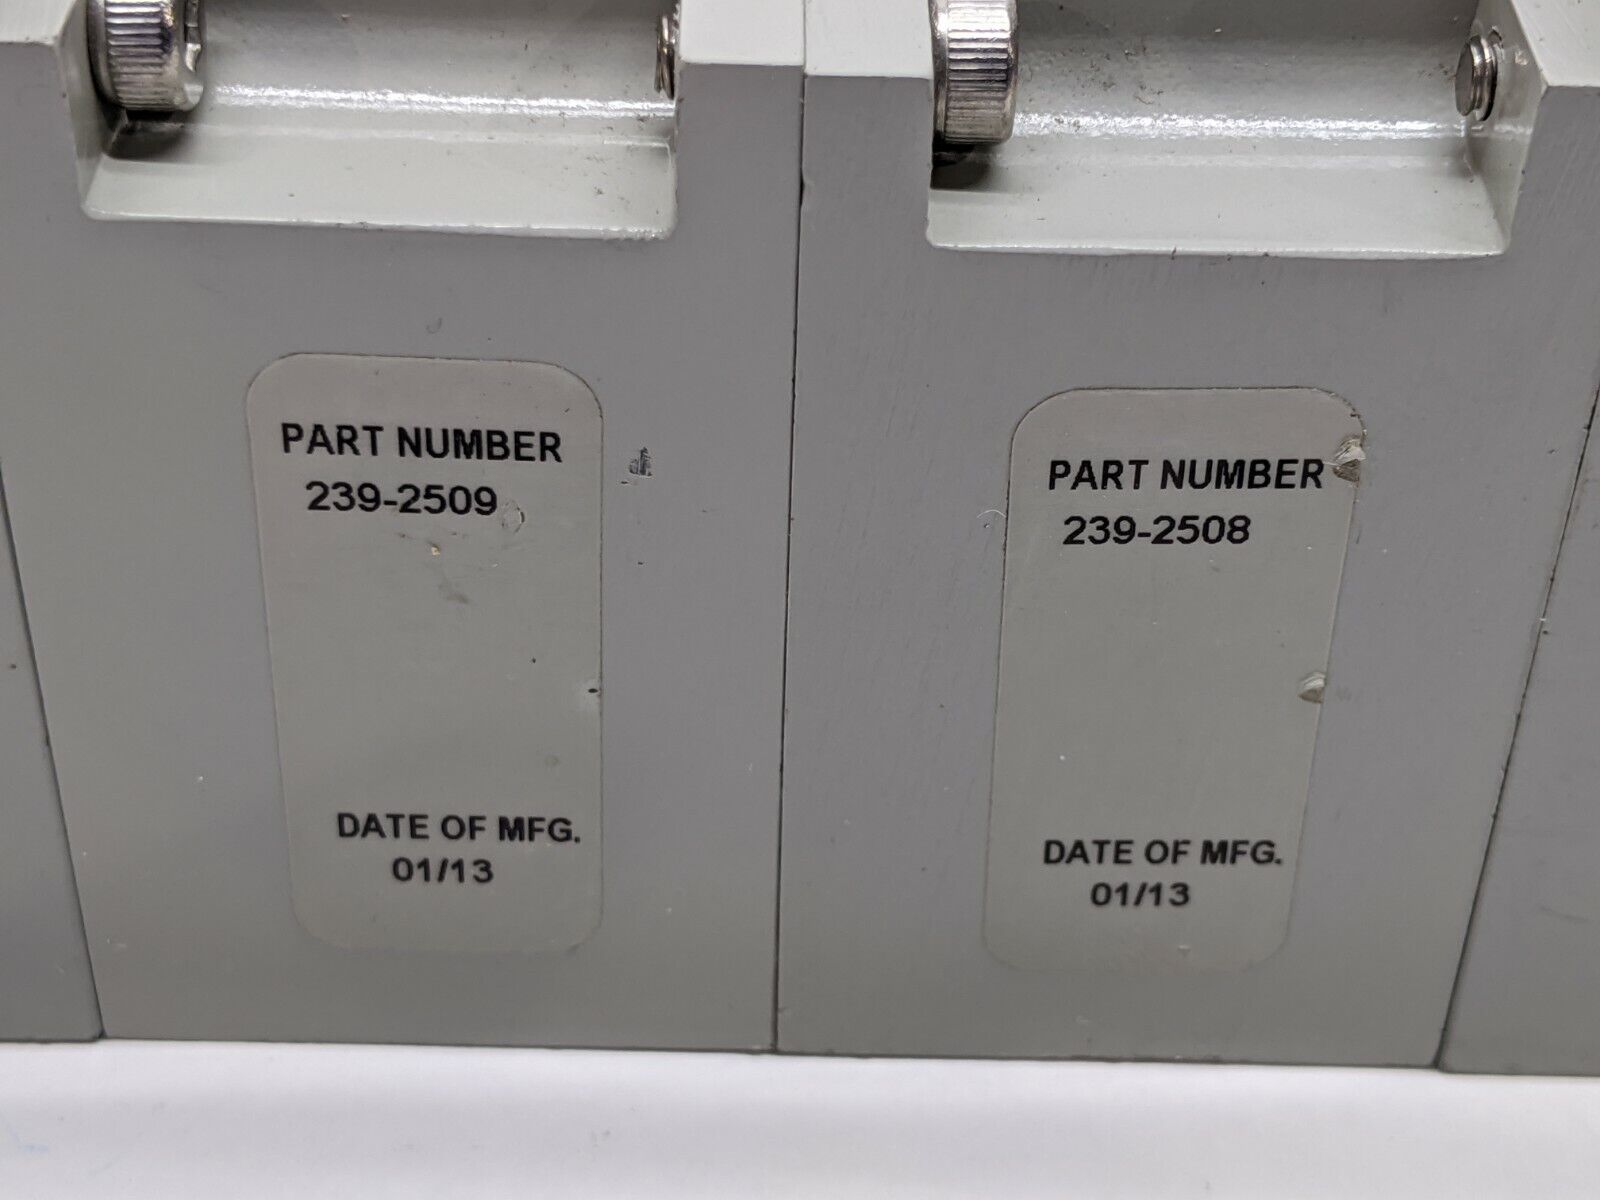 PART NUMBER
239-2509
DATE OF MFG.
01/13
PART NUMBER
239-2508
DATE OF MFG.
01/13